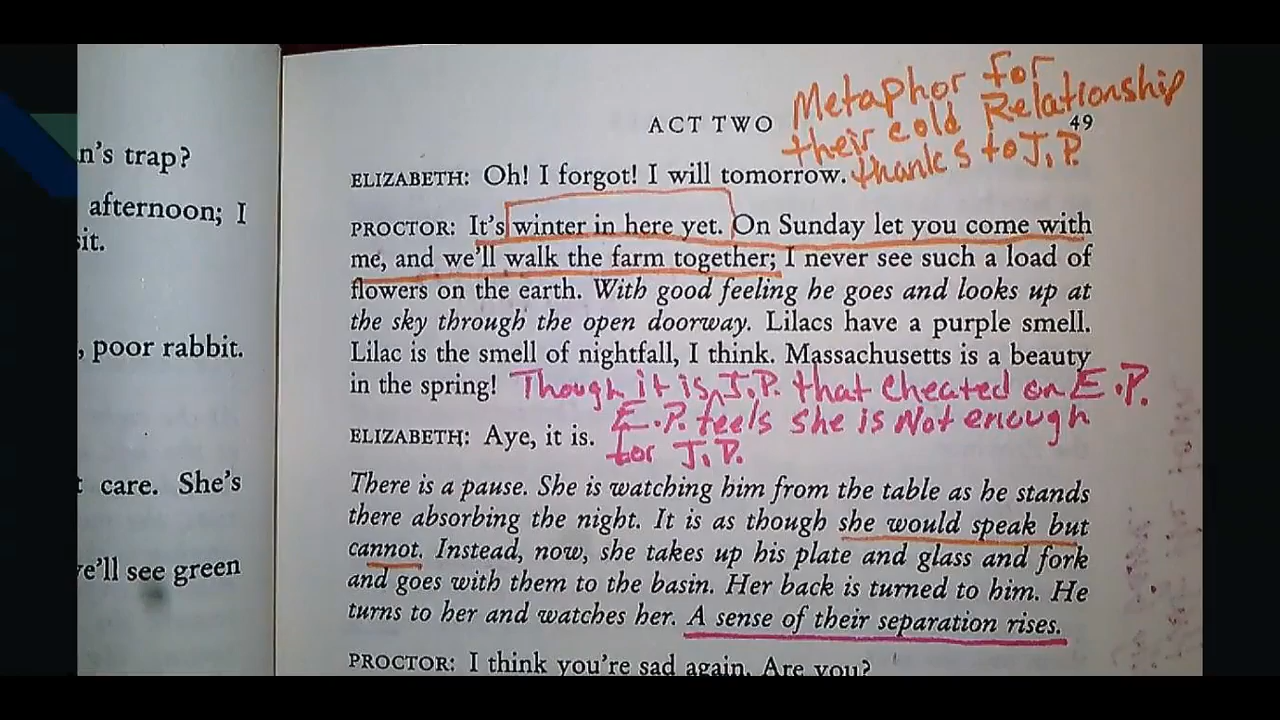 n's trap?
afternoon; I
sit.
, poor rabbit.
care. She's
we'll see green
Metaphor for
their cold Relationship
thanks to J.P.
ACT TWO 49
ELIZABETH: Oh! I forgot! I will tomorrow.
PROCTOR: It's winter in here yet. On Sunday let you come with
me, and we'll walk the farm together; I never see such a load of
flowers on the earth. With good feeling he goes and looks up at
the sky through the open doorway. Lilacs have a purple smell.
Lilac is the smell of nightfall, I think. Massachusetts is a beauty
in the spring! Though it is J.P. that cheated on E.P.
E.P. feels she is Not enough
for J.P.
ELIZABETH: Aye, it is.
There is a pause. She is watching him from the table as he stands
there absorbing the night. It is as though she would speak but
cannot. Instead, now, she takes up his plate and glass and fork
and goes with them to the basin. Her back is turned to him. He
turns to her and watches her. A sense of their separation rises.
PROCTOR: I think you're sad again. Are you?